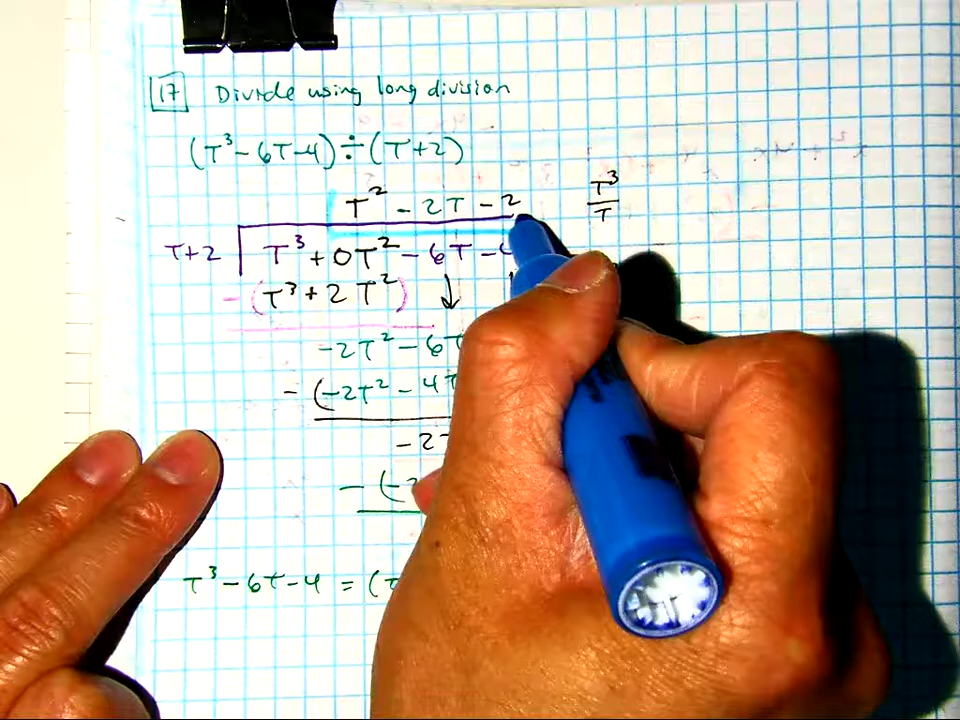 17 Divide using long division
(T³-6T-4)÷(T+2)
T² - 2T - 2
T³/T
T+2 T³ + 0T² - 6T -
-(T³ + 2T²)
-2T² - 6T
-(-2T² - 4T
-2T
-(-2
T³ - 6T - 4 = (T